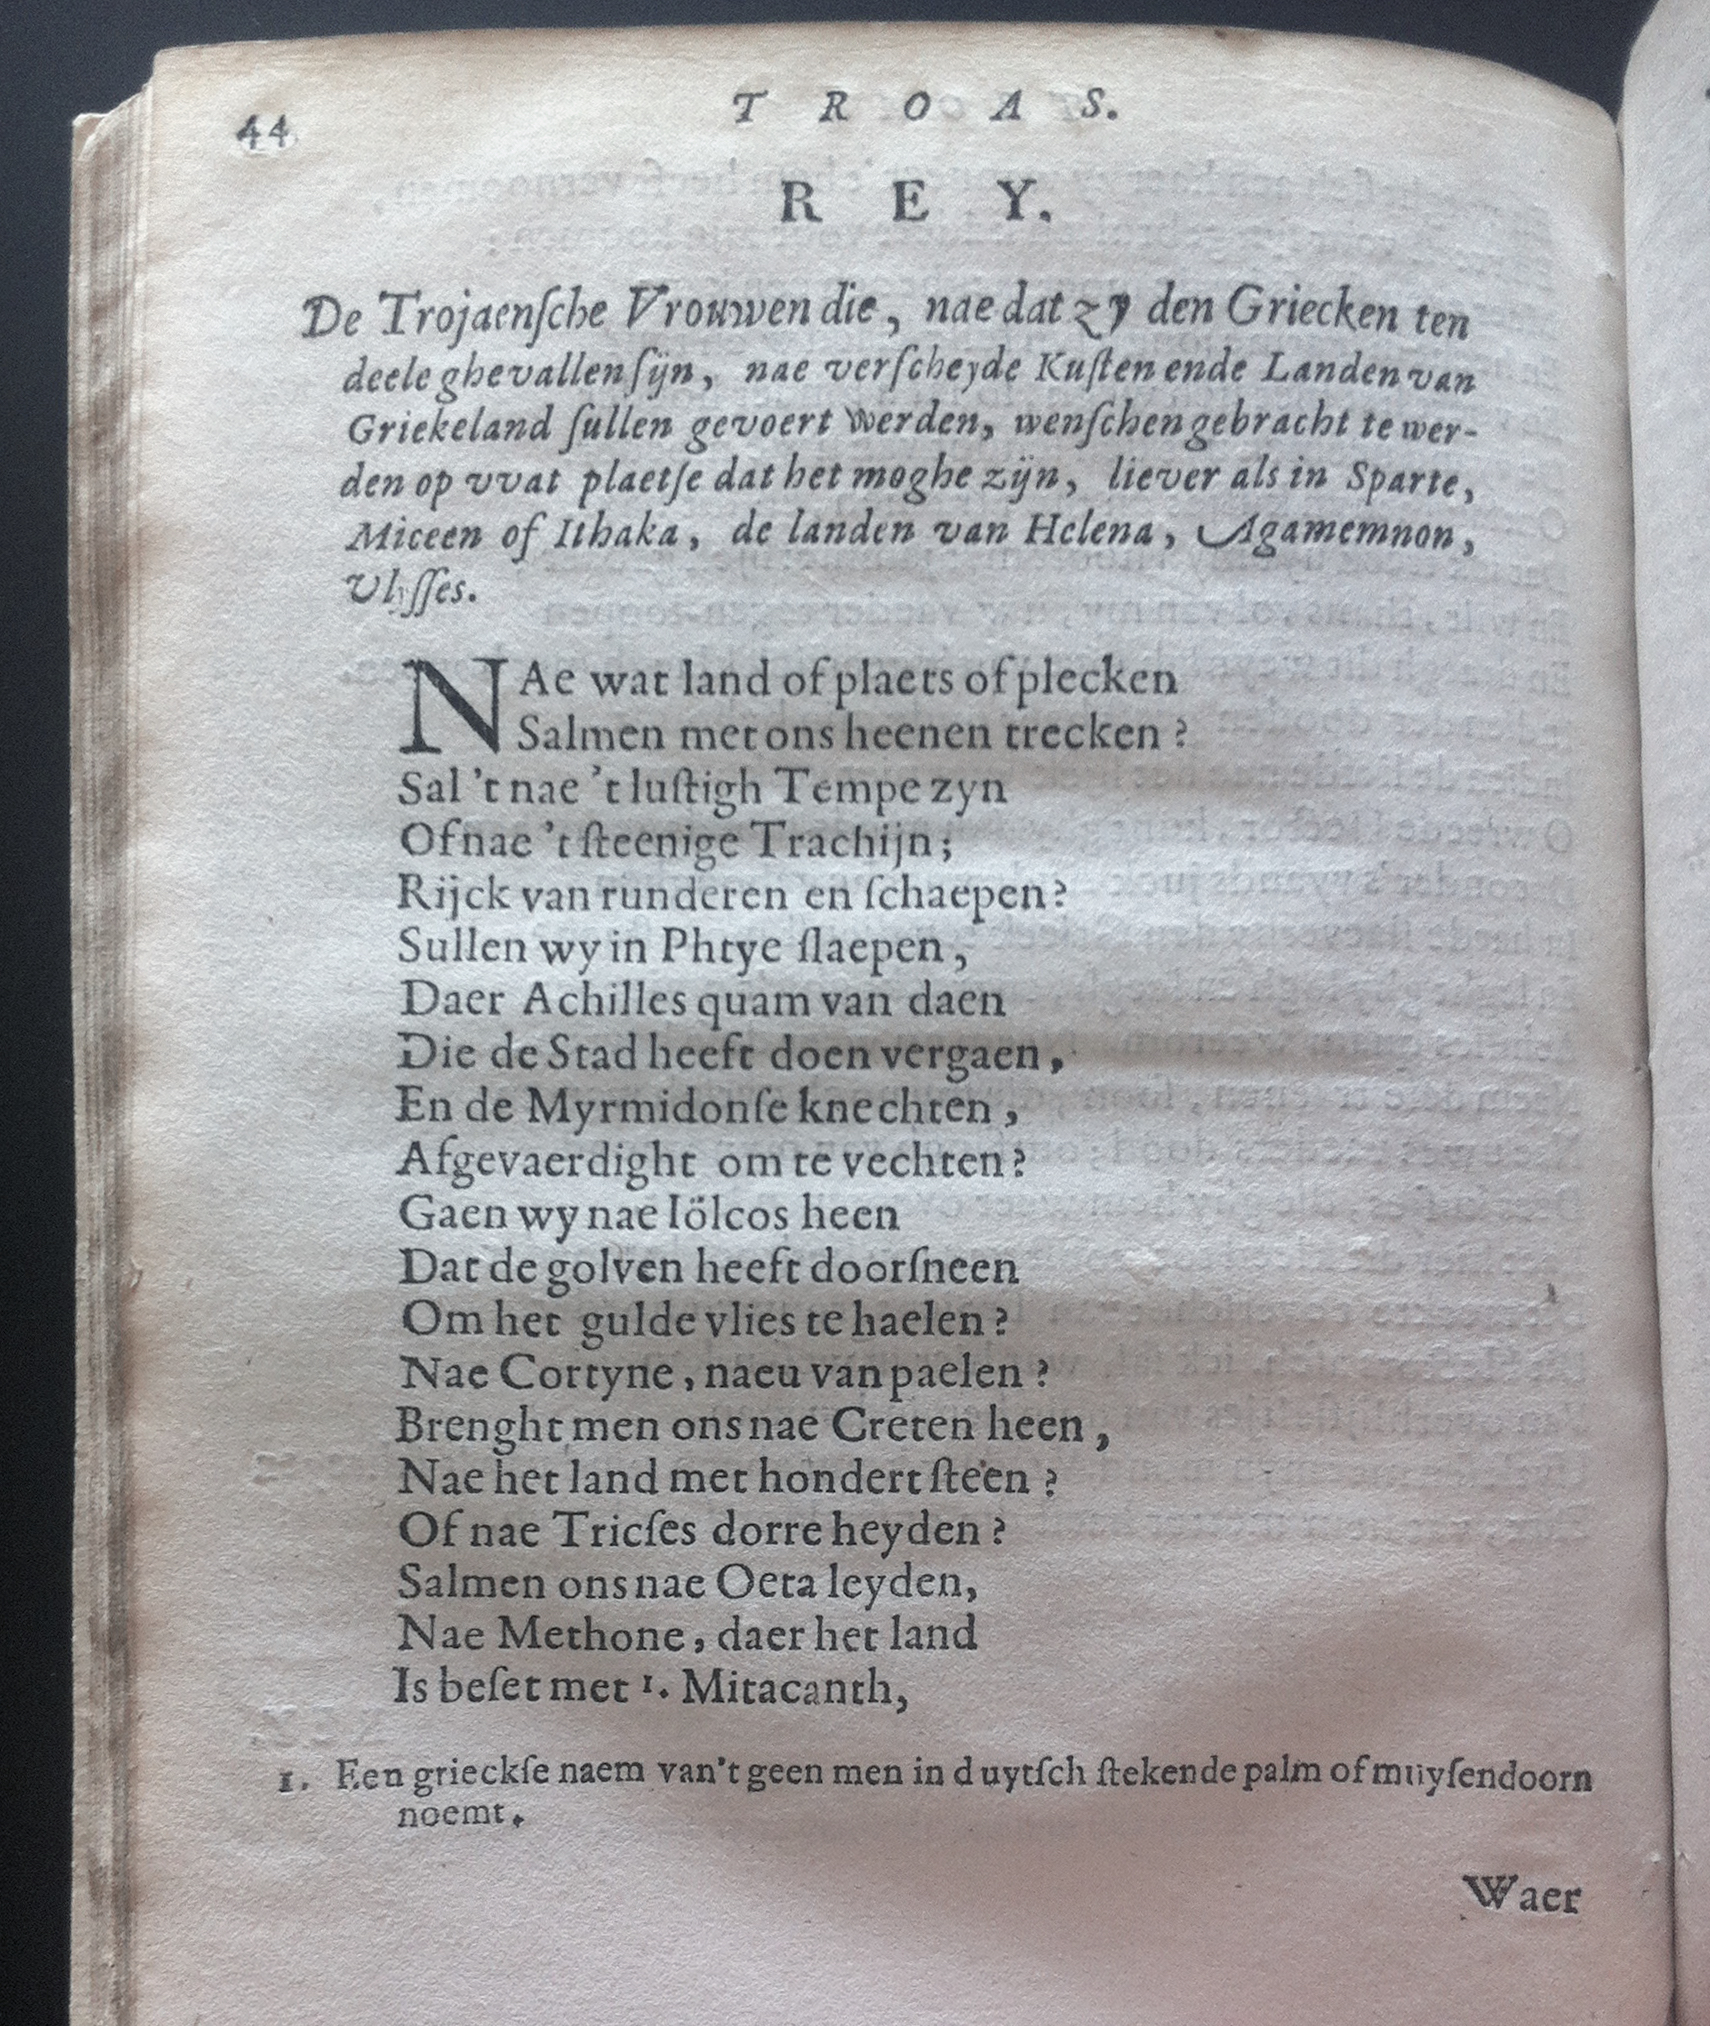 44
T R O A S.
R E Y.
De Trojaenſche Vrouwen die, nae dat zy den Griecken ten
deele ghevallen ſijn, nae verſcheyde Kuſten ende Landen van
Griekeland ſullen gevoert werden, wenſchen gebracht te wer-
den op vvat plaetſe dat het moghe zijn, liever als in Sparte,
Miceen of Ithaka, de landen van Helena, Agamemnon,
Ulyſſes.
NAe wat land of plaets of plecken
Salmen met ons heenen trecken?
Sal 't nae 't luſtigh Tempe zyn
Of nae 't ſteenige Trachijn;
Rijck van runderen en ſchaepen?
Sullen wy in Phtye ſlaepen,
Daer Achilles quam van daen
Die de Stad heeft doen vergaen,
En de Myrmidonſe knechten,
Afgevaerdight om te vechten?
Gaen wy nae Iölcos heen
Dat de golven heeft doorſneen
Om het gulde vlies te haelen?
Nae Cortyne, naeu van paelen?
Brenght men ons nae Creten heen,
Nae het land met hondert ſteên?
Of nae Tricſes dorre heyden?
Salmen ons nae Oeta leyden,
Nae Methone, daer het land
Is beſet met 1. Mitacanth,
1. Een grieckſe naem van't geen men in duytſch ſtekende palm of muyſendoorn
noemt.
Waer